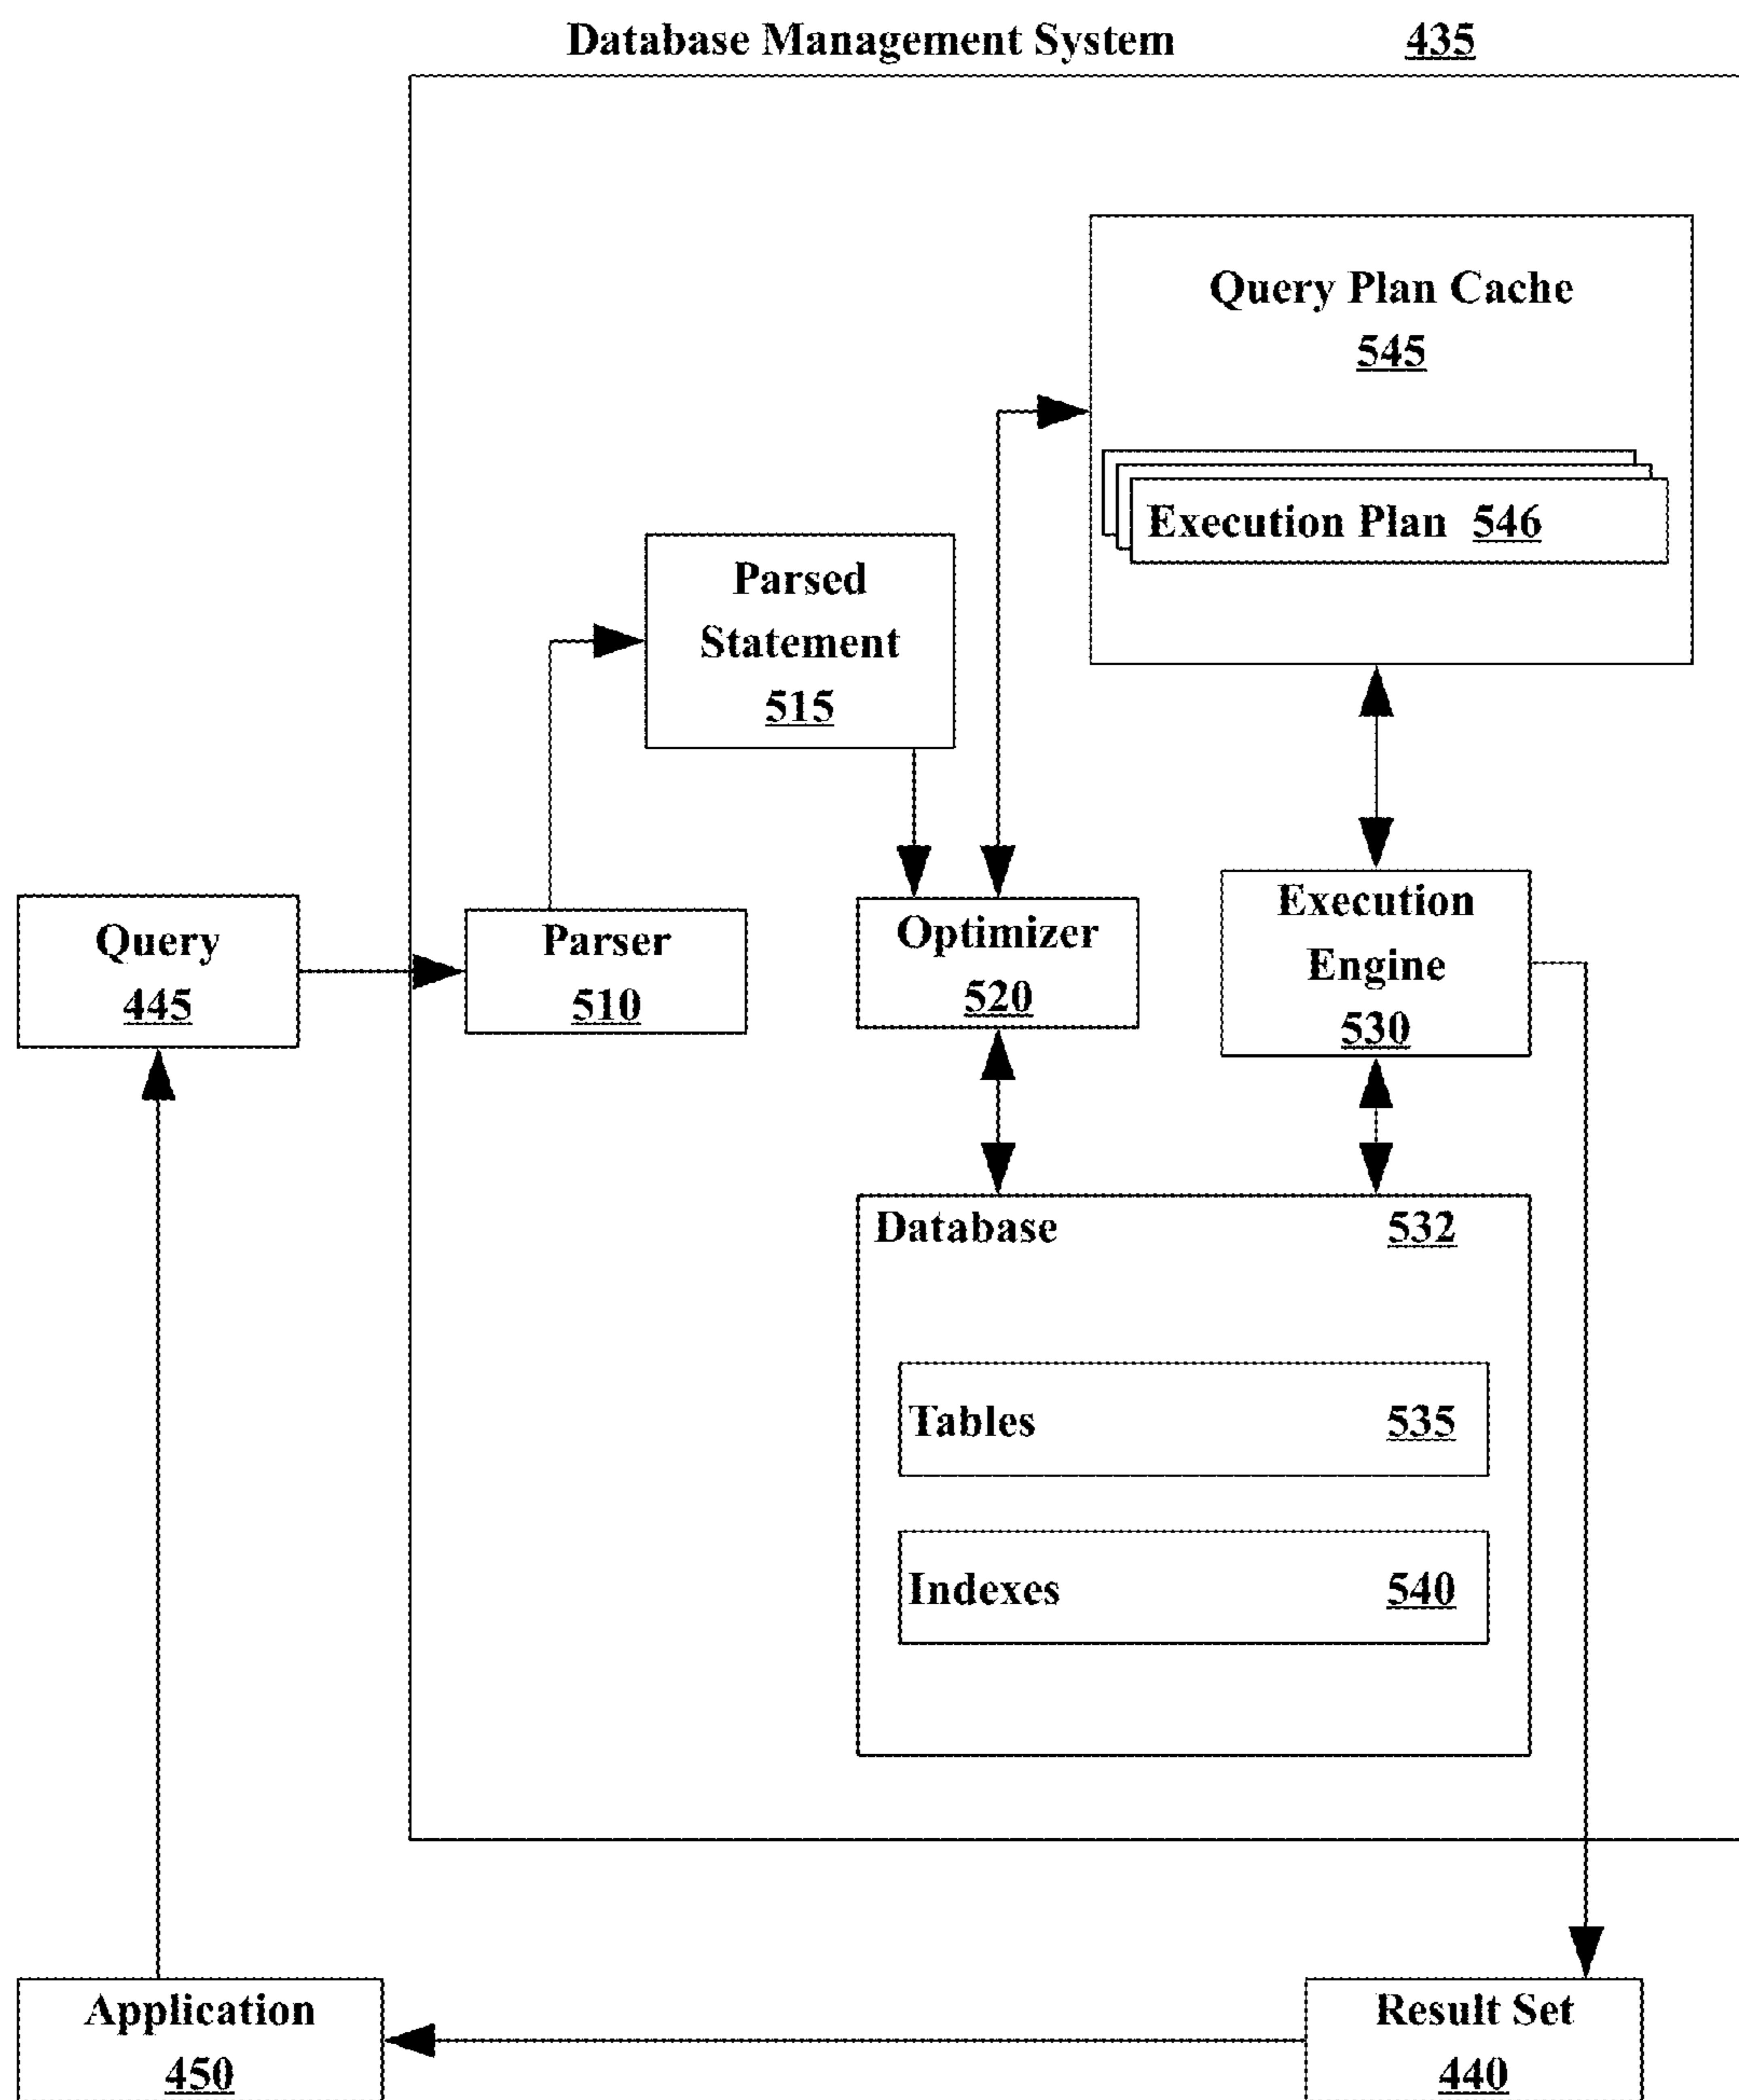 Database Management System 435
Query Plan Cache
545
Execution Plan 546
Parsed
Statement
515
Query
445
Parser
510
Optimizer
520
Execution
Engine
530
Database 532
Tables 535
Indexes 540
Application
450
Result Set
440